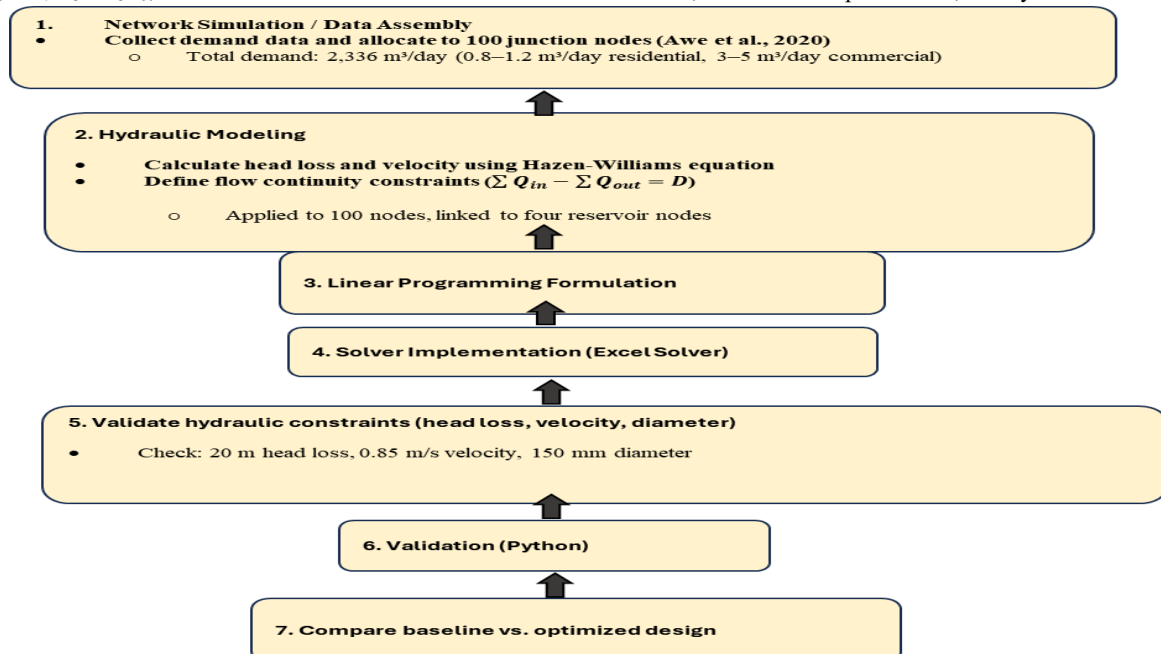 1. Network Simulation / Data Assembly
• Collect demand data and allocate to 100 junction nodes (Awe et al., 2020)
○ Total demand: 2,336 m³/day (0.8–1.2 m³/day residential, 3–5 m³/day commercial)
2. Hydraulic Modeling
• Calculate head loss and velocity using Hazen-Williams equation
• Define flow continuity constraints (∑ Q_in − ∑ Q_out = D)
○ Applied to 100 nodes, linked to four reservoir nodes
3. Linear Programming Formulation
4. Solver Implementation (Excel Solver)
5. Validate hydraulic constraints (head loss, velocity, diameter)
• Check: 20 m head loss, 0.85 m/s velocity, 150 mm diameter
6. Validation (Python)
7. Compare baseline vs. optimized design